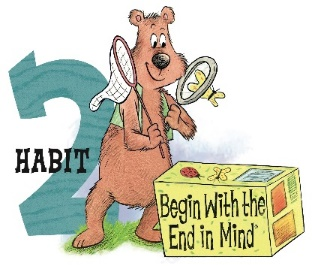 2
HABIT
Begin With the
End in Mind®